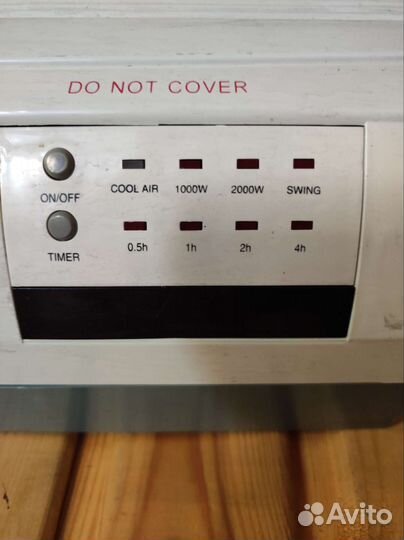 DO NOT COVER
ON/OFF COOL AIR 1000W 2000W SWING
TIMER 0.5h 1h 2h 4h
Avito